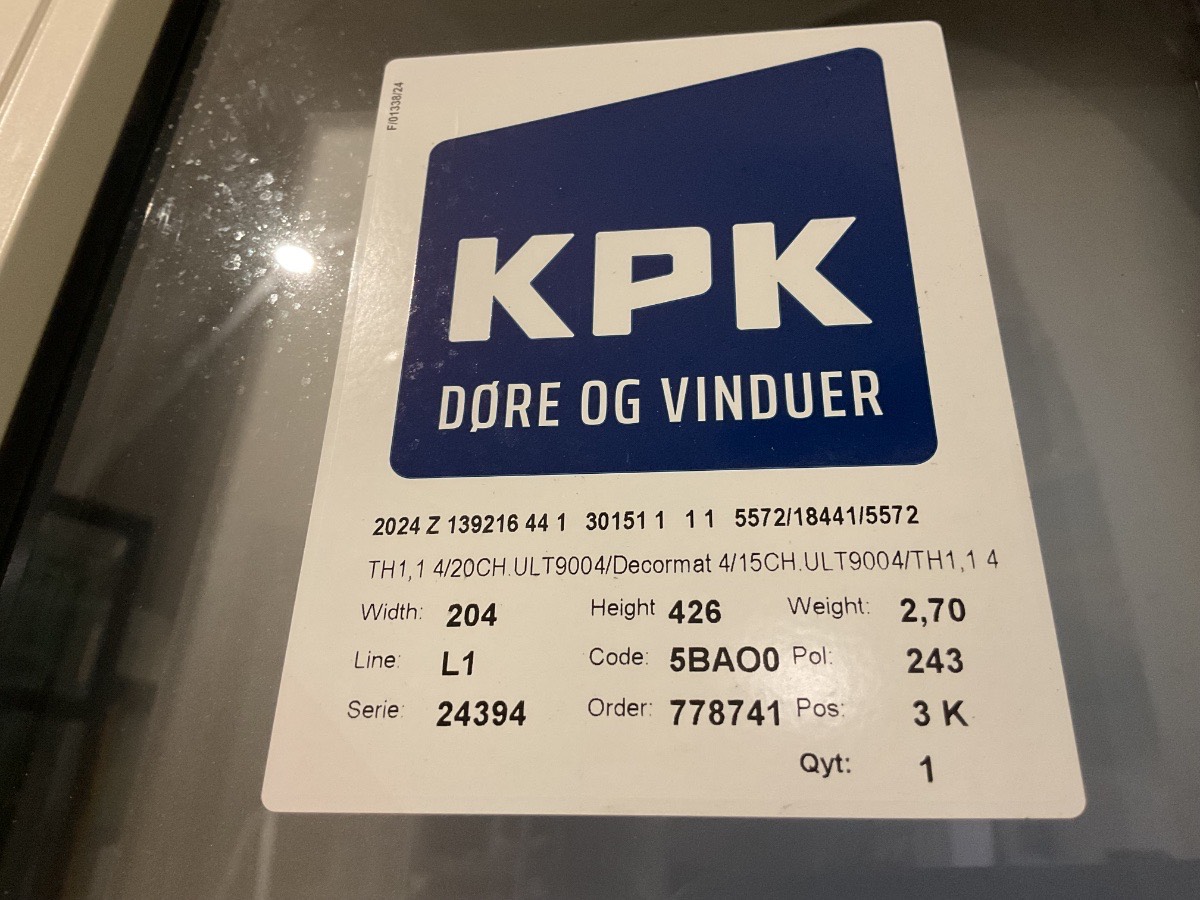 F/01338/24
KPK
DØRE OG VINDUER
2024 Z 139216 44 1 30151 1 1 1 5572/18441/5572
TH1,1 4/20CH.ULT9004/Decormat 4/15CH.ULT9004/TH1,1 4
Width: 204 Height 426 Weight: 2,70
Line: L1 Code: 5BAO0 Pol: 243
Serie: 24394 Order: 778741 Pos: 3 K
Qyt: 1